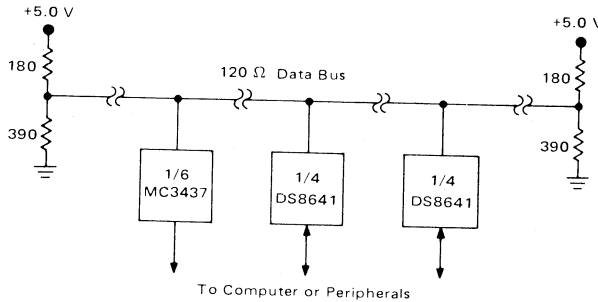 +5.0 V
+5.0 V
180
120 Ω Data Bus
180
390
390
1/6
MC3437
1/4
DS8641
1/4
DS8641
To Computer or Peripherals